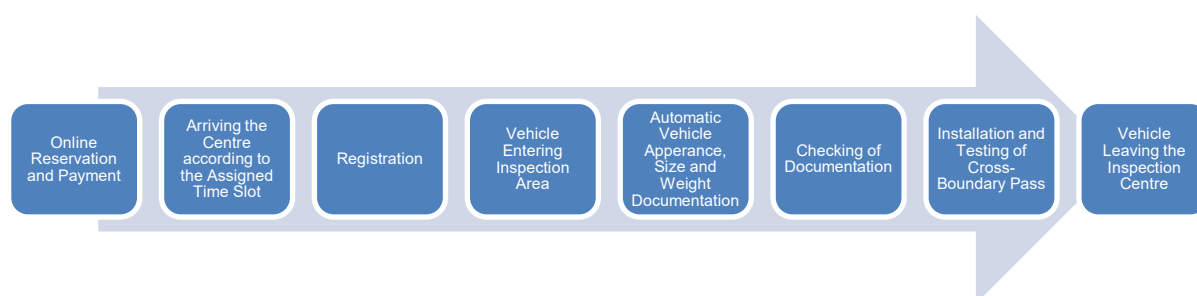 Online
Reservation
and Payment
Arriving the
Centre
according to
the Assigned
Time Slot
Registration
Vehicle
Entering
Inspection
Area
Automatic
Vehicle
Apperance,
Size and
Weight
Documentation
Checking of
Documentation
Installation and
Testing of
Cross-
Boundary Pass
Vehicle
Leaving the
Inspection
Centre